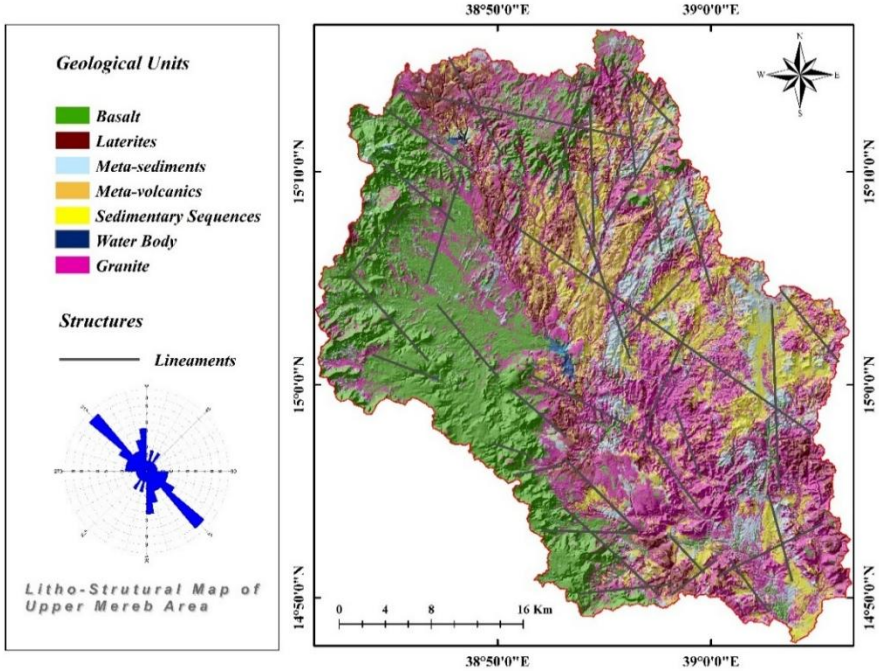 38°50'0"E 39°0'0"E
Geological Units
Basalt
Laterites
Meta-sediments
Meta-volcanics
Sedimentary Sequences
Water Body
Granite
Structures
Lineaments
Litho-Strutural Map of
Upper Mereb Area
N
W E
S
15°10'0"N 15°10'0"N
15°0'0"N 15°0'0"N
14°50'0"N 14°50'0"N
0 4 8 16 Km
38°50'0"E 39°0'0"E